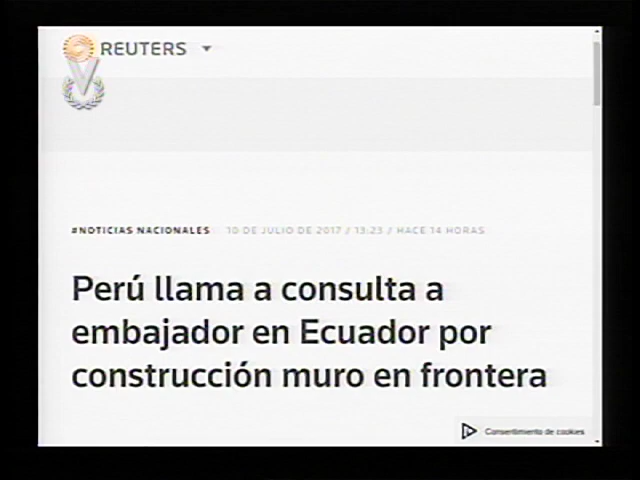 REUTERS
#NOTICIAS NACIONALES 10 DE JULIO DE 2017 / 13:23 / HACE 14 HORAS
Perú llama a consulta a
embajador en Ecuador por
construcción muro en frontera
Consentimiento de cookies